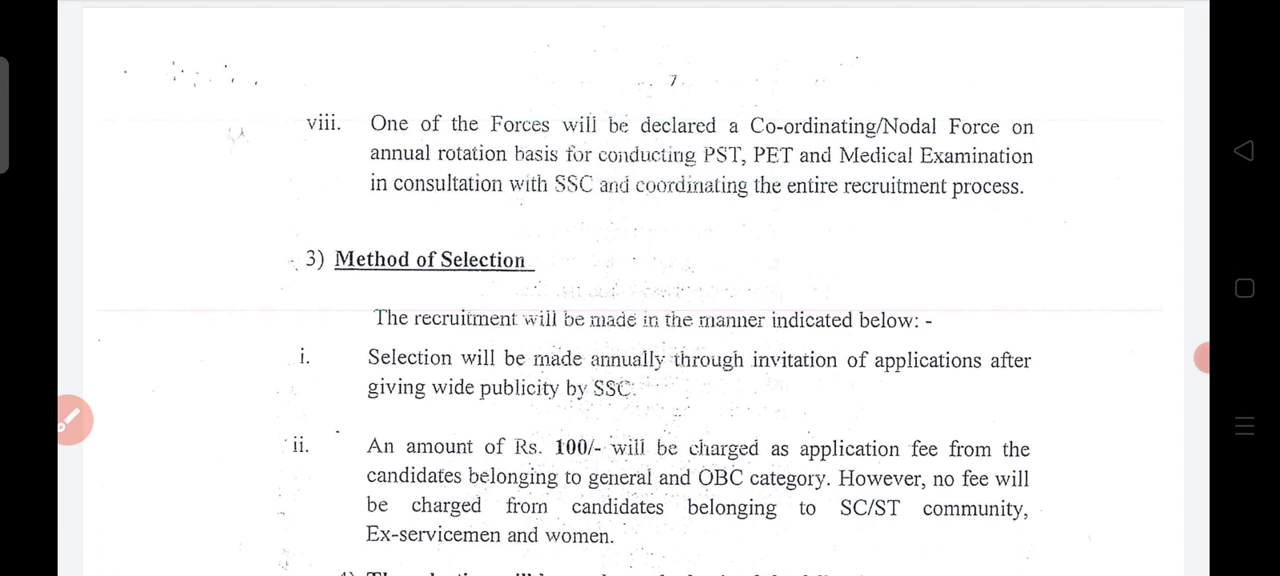 7
viii. One of the Forces will be declared a Co-ordinating/Nodal Force on
annual rotation basis for conducting PST, PET and Medical Examination
in consultation with SSC and coordinating the entire recruitment process.
3) Method of Selection
The recruitment will be made in the manner indicated below: -
i. Selection will be made annually through invitation of applications after
giving wide publicity by SSC.
ii. An amount of Rs. 100/- will be charged as application fee from the
candidates belonging to general and OBC category. However, no fee will
be charged from candidates belonging to SC/ST community,
Ex-servicemen and women.